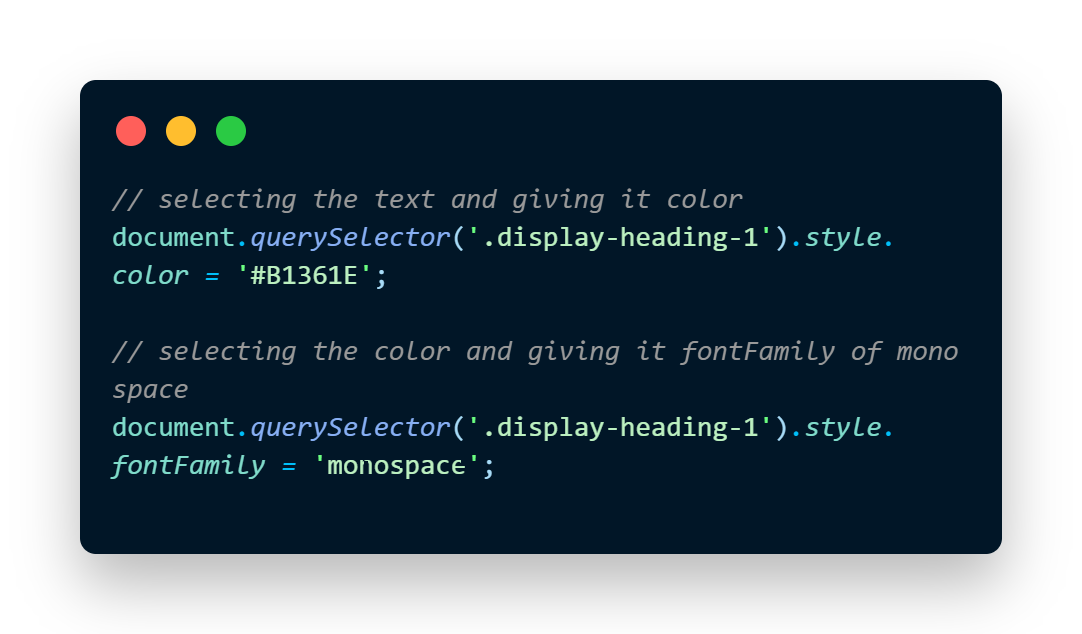 // selecting the text and giving it color
document.querySelector('.display-heading-1').style.
color = '#B1361E';
// selecting the color and giving it fontFamily of mono
space
document.querySelector('.display-heading-1').style.
fontFamily = 'monospace';